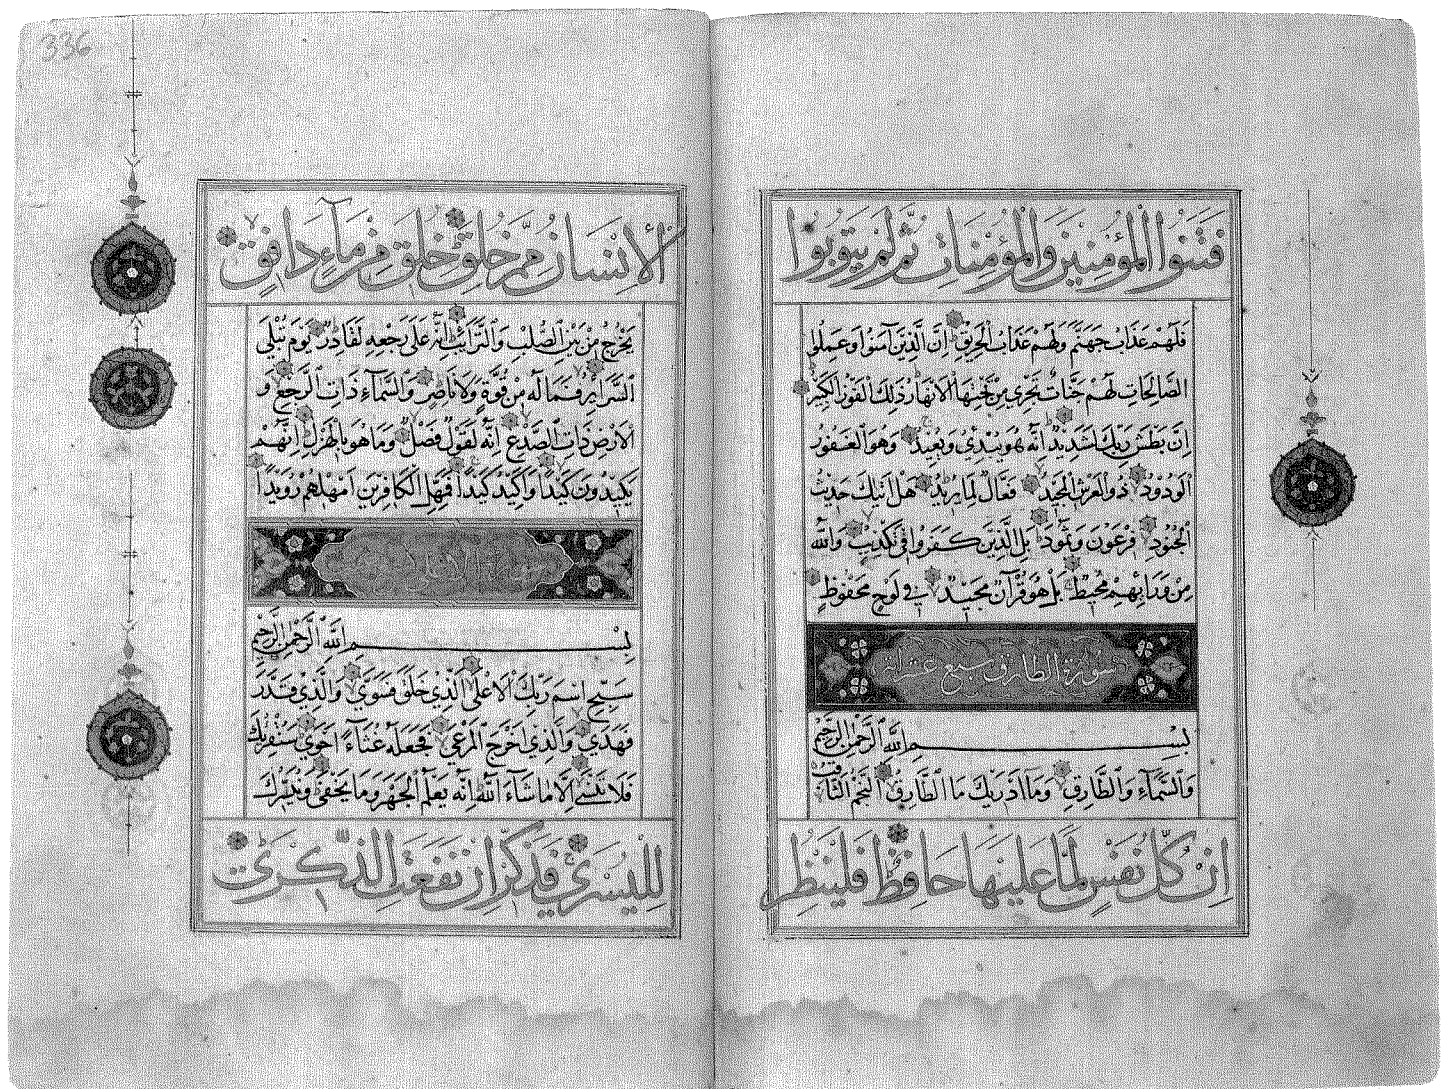 فتنوا المؤمنين والمؤمنات ثم لم يتوبوا
فلهم عذاب جهنم ولهم عذاب الحريق ان الذين آمنوا وعملوا
الصالحات لهم جنات تجري من تحتها الانهار ذلك الفوز الكبير
ان بطش ربك لشديد انه هو يبدئ ويعيد وهو الغفور
الودود ذو العرش المجيد فعال لما يريد هل اتيك حديث
الجنود فرعون وثمود بل الذين كفروا في تكذيب والله
من ورائهم محيط بل هو قرآن مجيد في لوح محفوظ
سورة الطارق سبع عشر آية
بسم الله الرحمن الرحيم
والسماء والطارق وما ادريك ما الطارق النجم الثاقب
ان كل نفس لما عليها حافظ فلينظر
336
الانسان مم خلق خلق من ماء دافق
يخرج من بين الصلب والترائب انه على رجعه لقادر يوم تبلى
السرائر فما له من قوة ولا ناصر والسماء ذات الرجع و
الارض ذات الصدع انه لقول فصل وما هو بالهزل انهم
يكيدون كيدا واكيد كيدا فمهل الكافرين امهلهم رويدا
بسم الله الرحمن الرحيم
سبح اسم ربك الاعلى الذي خلق فسوى والذي قدر
فهدى والذي اخرج المرعى فجعله غثاء احوى سنقرئك
فلا تنسى الا ما شاء الله انه يعلم الجهر وما يخفى ونيسرك
لليسرى فذكر ان نفعت الذكرى